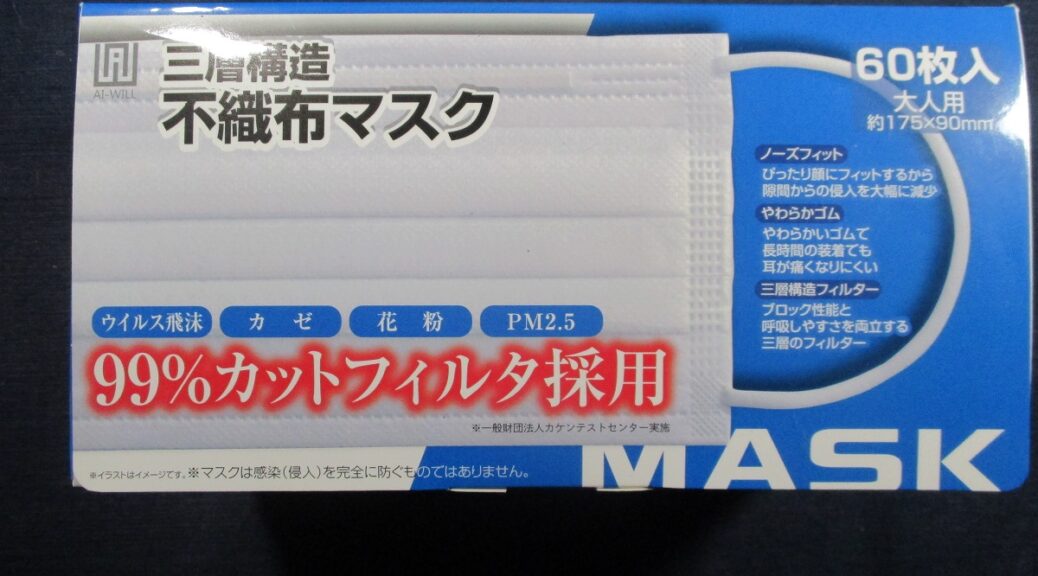 AI-WILL
三層構造
不織布マスク
60枚入
大人用
約175×90mm
ノーズフィット
ぴったり顔にフィットするから
隙間からの侵入を大幅に減少
やわらかゴム
やわらかいゴムで
長時間の装着でも
耳が痛くなりにくい
三層構造フィルター
ブロック性能と
呼吸しやすさを両立する
三層のフィルター
ウイルス飛沫 カゼ 花粉 PM2.5
99%カットフィルタ採用
※一般財団法人カケンテストセンター実施
※イラストはイメージです。※マスクは感染(侵入)を完全に防ぐものではありません。
MASK